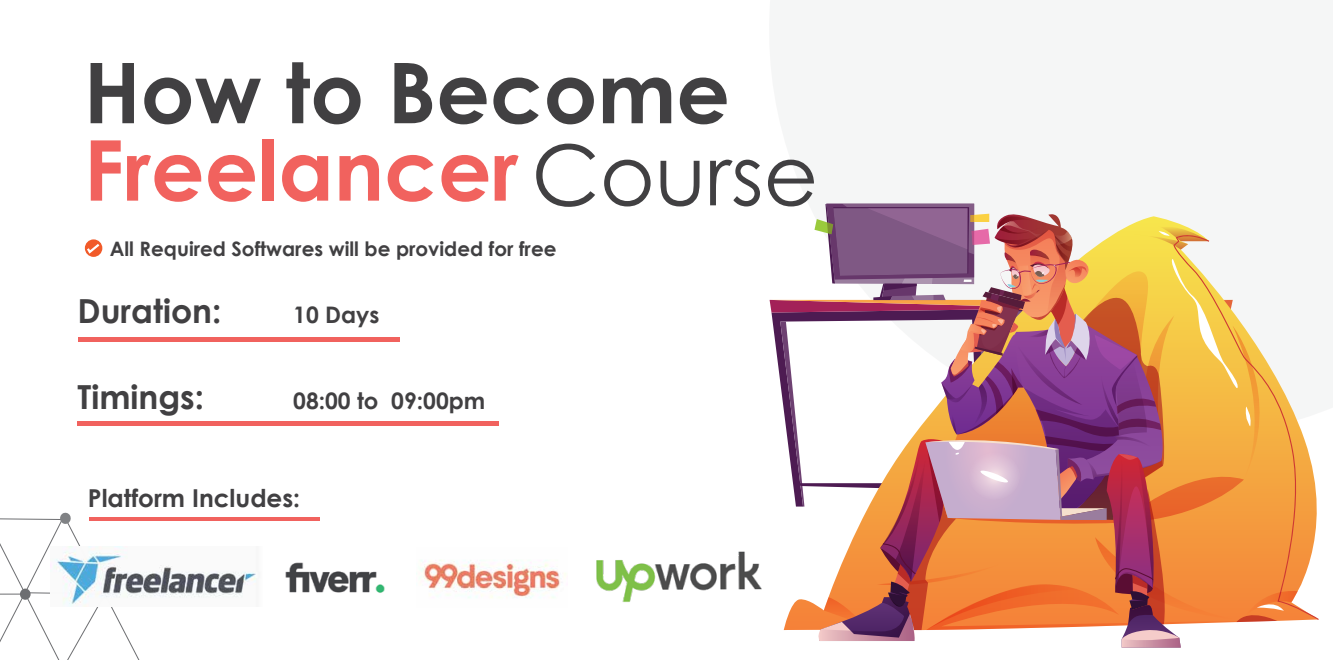 How to Become
Freelancer Course
All Required Softwares will be provided for free
Duration: 10 Days
Timings: 08:00 to 09:00pm
Platform Includes:
freelancer fiverr. 99designs upwork